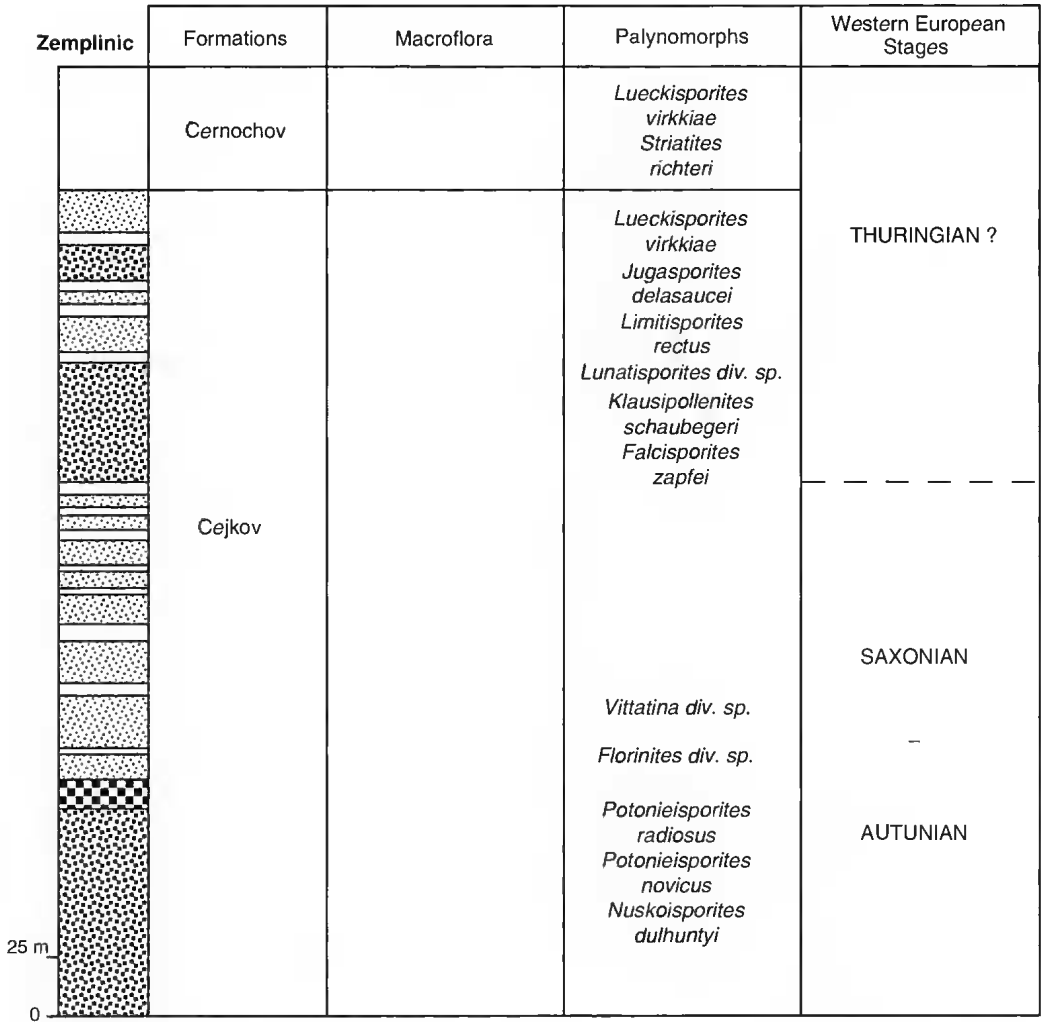 Zemplinic
Formations
Macroflora
Palynomorphs
Western European
Stages
Cernochov
Lueckisporites
virkkiae
Striatites
richteri
Lueckisporites
virkkiae
Jugasporites
delasaucei
Limitisporites
rectus
Lunatisporites div. sp.
Klausipollenites
schaubegeri
Falcisporites
zapfei
THURINGIAN ?
Cejkov
SAXONIAN
Vittatina div. sp.
–
Florinites div. sp.
Potonieisporites
radiosus
Potonieisporites
novicus
Nuskoisporites
dulhuntyi
AUTUNIAN
25 m
0